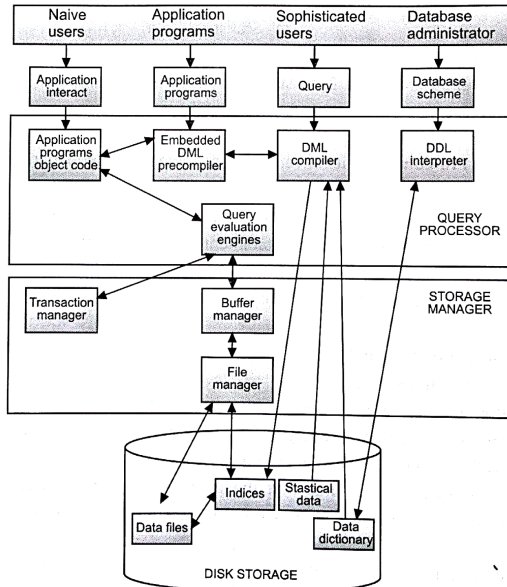 Naive
users
Application
programs
Sophisticated
users
Database
administrator
Application
interact
Application
programs
Query
Database
scheme
Application
programs
object code
Embedded
DML
precompiler
DML
compiler
DDL
interpreter
Query
evaluation
engines
QUERY
PROCESSOR
Transaction
manager
Buffer
manager
STORAGE
MANAGER
File
manager
Indices
Stastical
data
Data files
Data
dictionary
DISK STORAGE